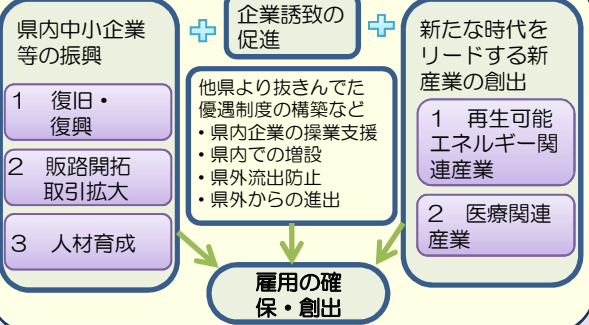 県内中小企業
等の振興
1 復旧・
復興
2 販路開拓
取引拡大
3 人材育成
企業誘致の
促進
他県より抜きんでた
優遇制度の構築など
・県内企業の操業支援
・県内での増設
・県外流出防止
・県外からの進出
新たな時代を
リードする新
産業の創出
1 再生可能
エネルギー関
連産業
2 医療関連
産業
雇用の確
保・創出